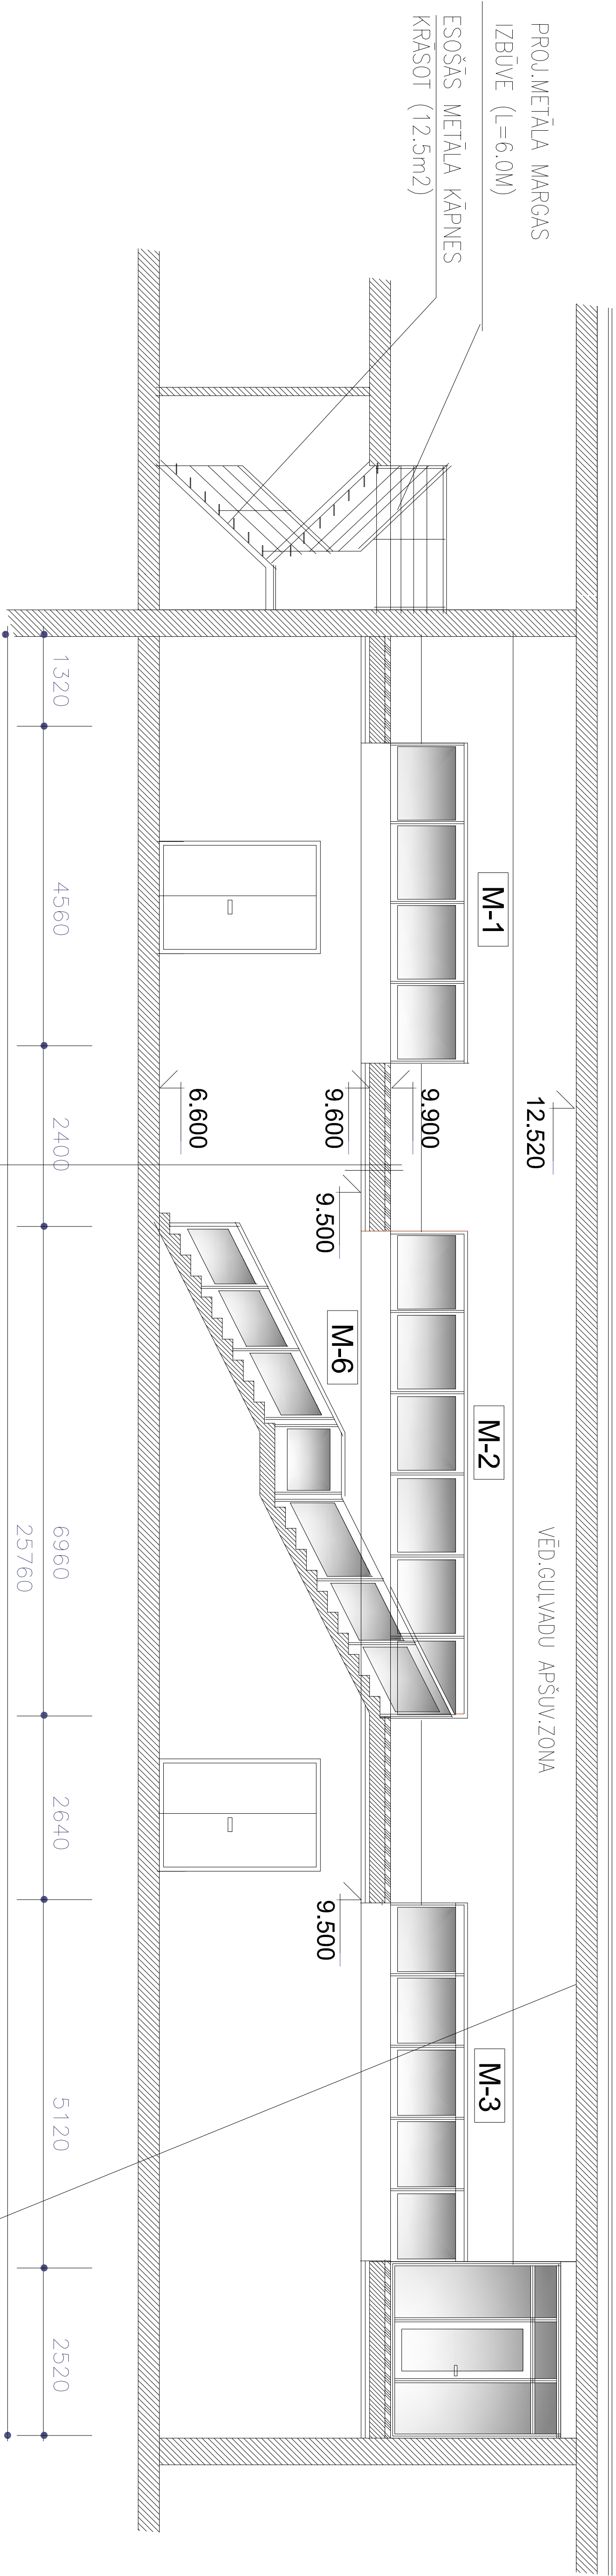 PROJ.METĀLA MARGAS
IZBŪVE (L=6.0M)
ESOŠĀS METĀLA KĀPNES
KRĀSOT (12.5m2)
12.520
VĒD.GUĻVADU APŠUV.ZONA
M-1
M-2
M-3
9.900
9.600
9.500
M-6
9.500
6.600
1320
4560
2400
6960
2640
5120
2520
25760